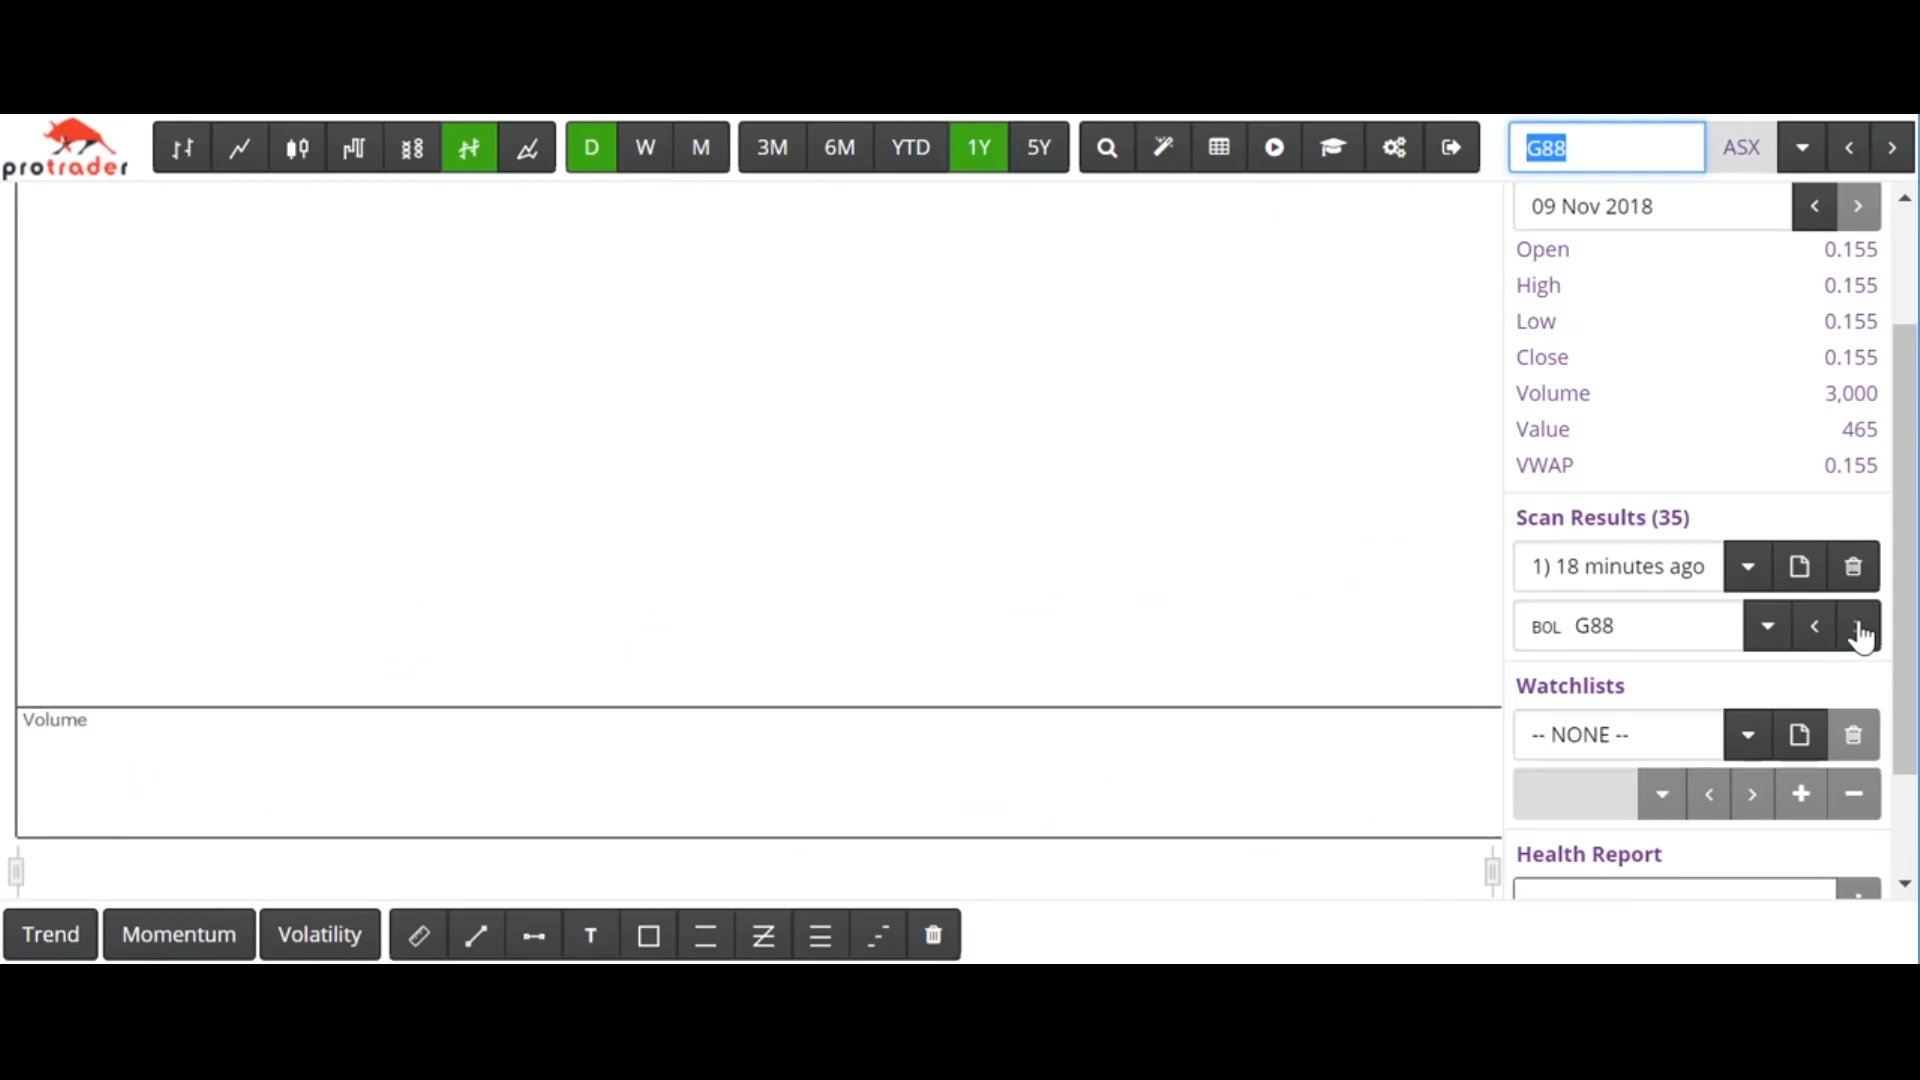 protrader
D W M 3M 6M YTD 1Y 5Y G88 ASX
09 Nov 2018
Open 0.155
High 0.155
Low 0.155
Close 0.155
Volume 3,000
Value 465
VWAP 0.155
Scan Results (35)
1) 18 minutes ago
BOL G88
Watchlists
Volume
-- NONE --
Health Report
Trend Momentum Volatility T